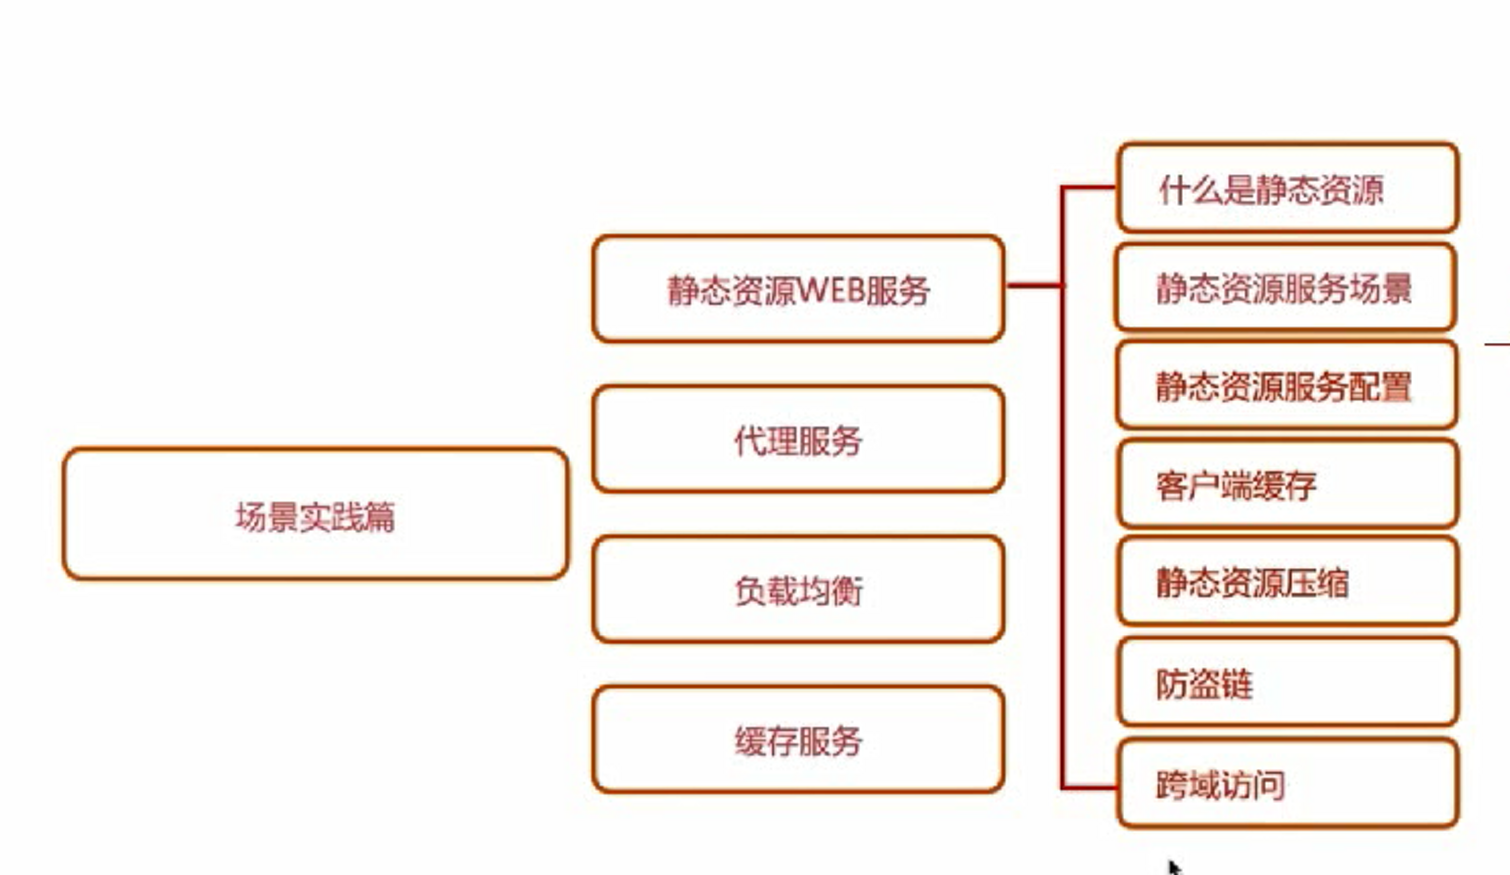 场景实践篇
静态资源WEB服务
代理服务
负载均衡
缓存服务
什么是静态资源
静态资源服务场景
静态资源服务配置
客户端缓存
静态资源压缩
防盗链
跨域访问